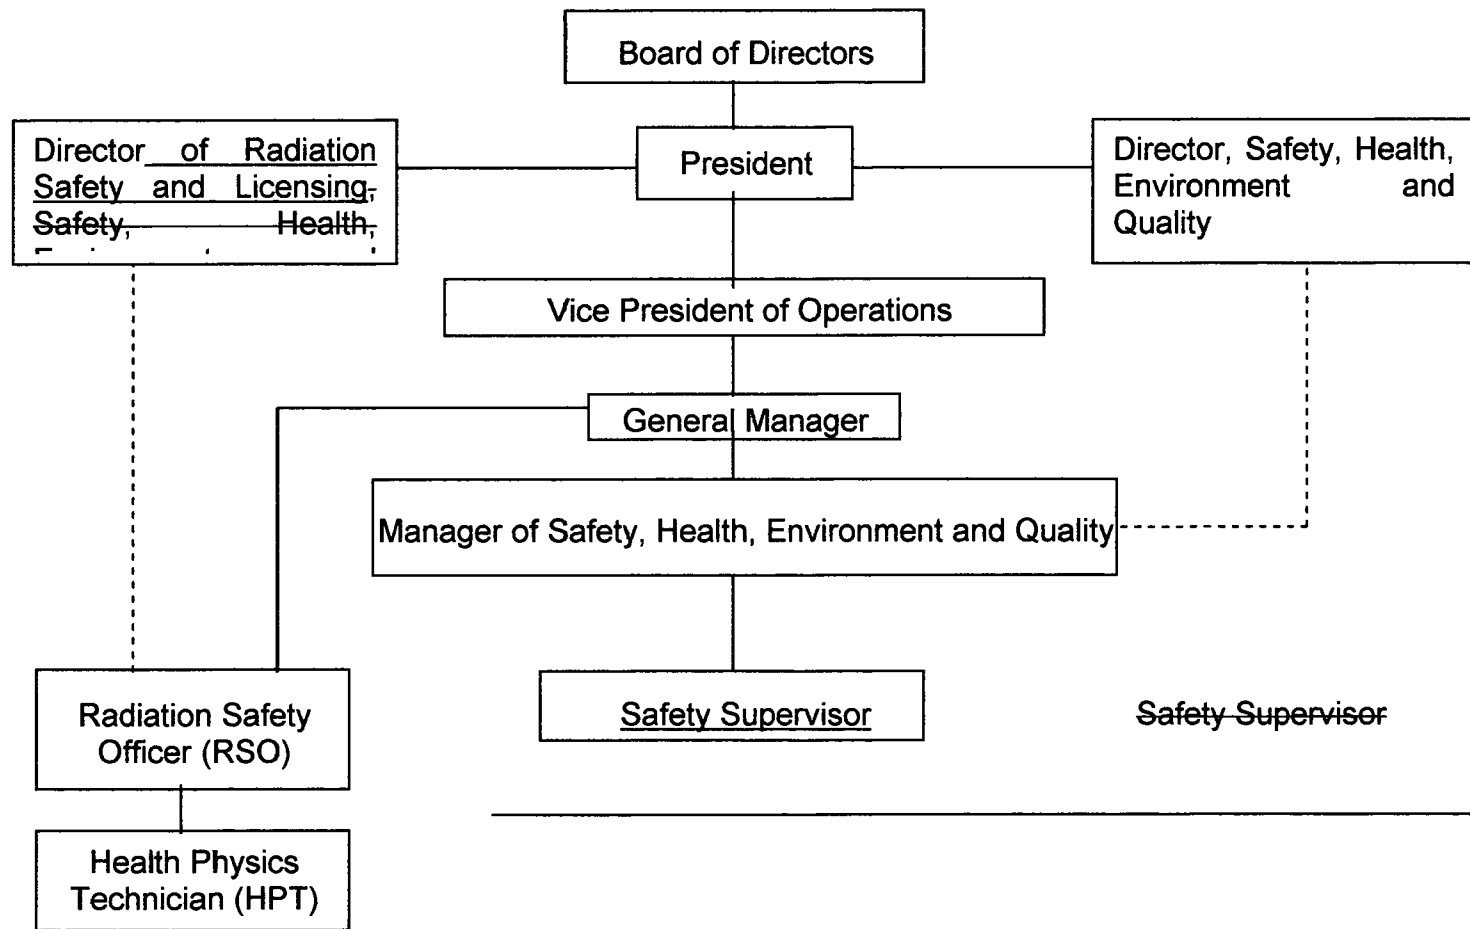 Board of Directors
Director of Radiation
Safety and Licensing,
Safety, Health,
President
Director, Safety, Health,
Environment and
Quality
Vice President of Operations
General Manager
Manager of Safety, Health, Environment and Quality
Radiation Safety
Officer (RSO)
Safety Supervisor
Safety Supervisor
Health Physics
Technician (HPT)